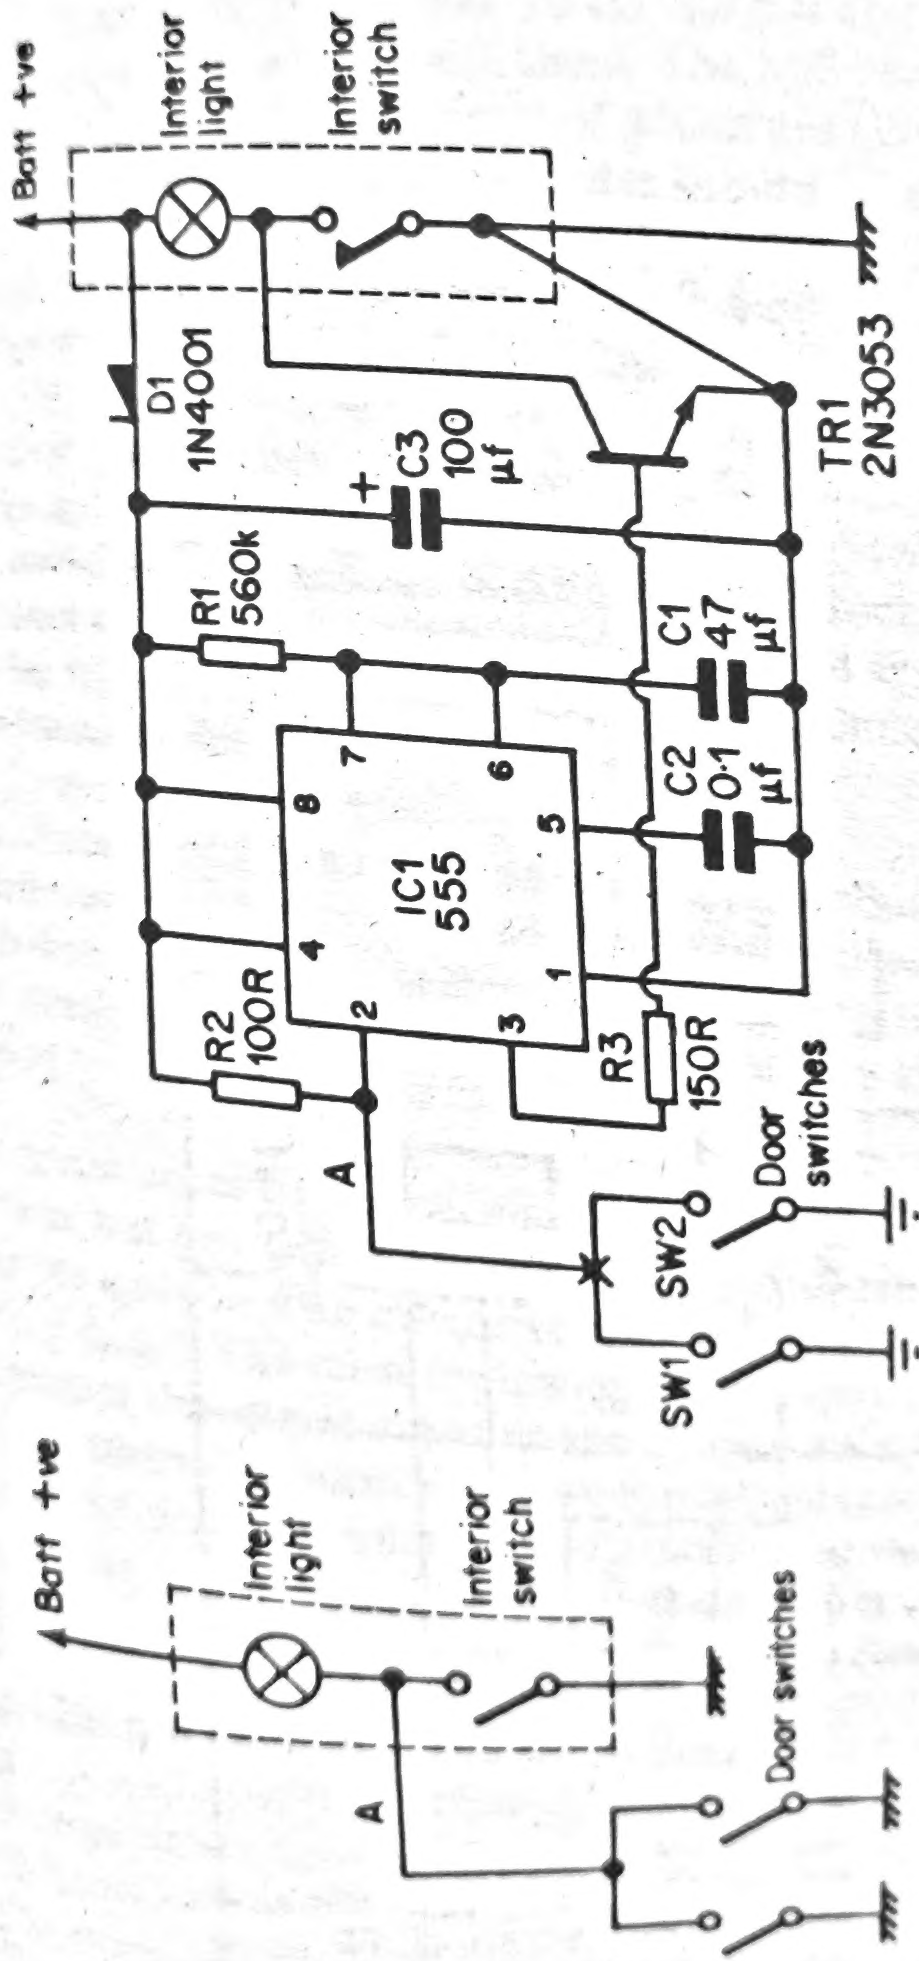 Batt +ve
Interior
light
Interior
switch
A
Door switches
Batt +ve
Interior
light
Interior
switch
D1
1N4001
R1
560k
+
C3
100
µf
R2
100R
4
8
2
7
IC1
555
3
6
1
5
A
R3
150R
C2
0·1
µf
C1
47
µf
TR1
2N3053
SW1
SW2
Door
switches